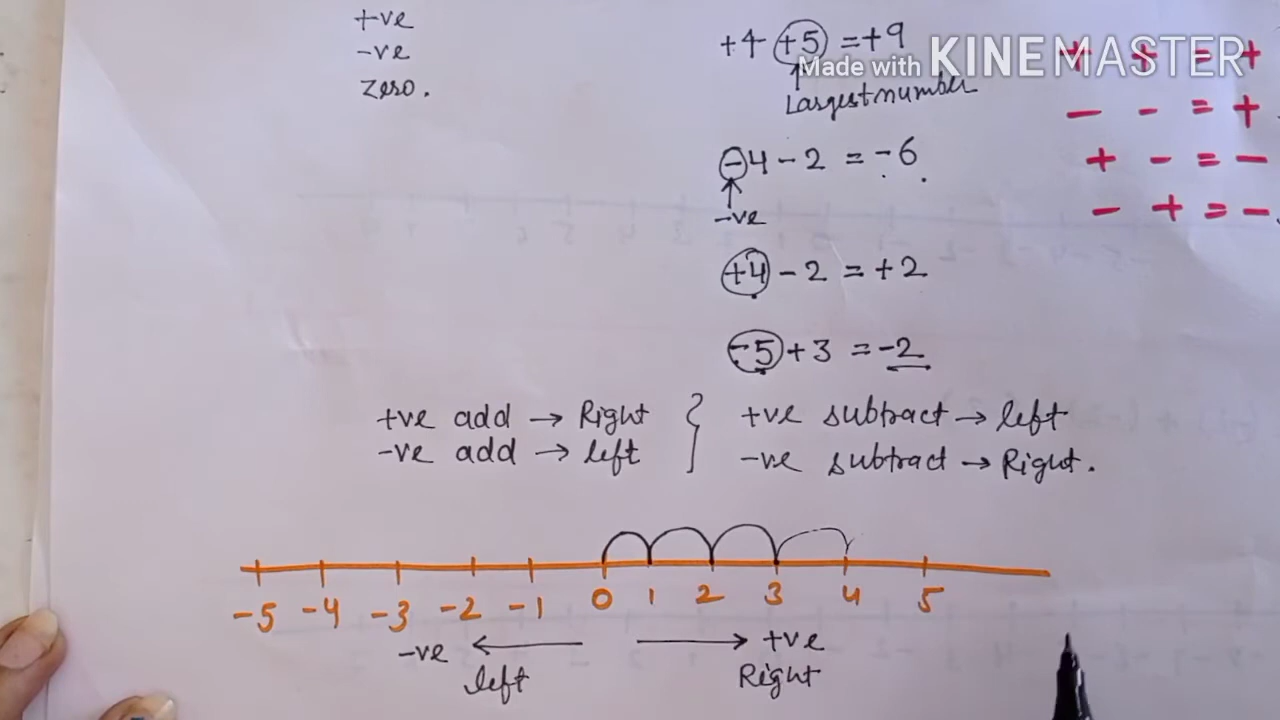 +ve
-ve
zero.
+4 +5 = +9
Largest number
-4 - 2 = -6
-ve
+4 - 2 = +2
-5 + 3 = -2
Made with KINEMASTER
+ + = +
- - = +
+ - = -
- + = -
+ve add → Right } +ve subtract → left
-ve add → left } -ve subtract → Right.
-5 -4 -3 -2 -1 0 1 2 3 4 5
-ve ← → +ve
left Right